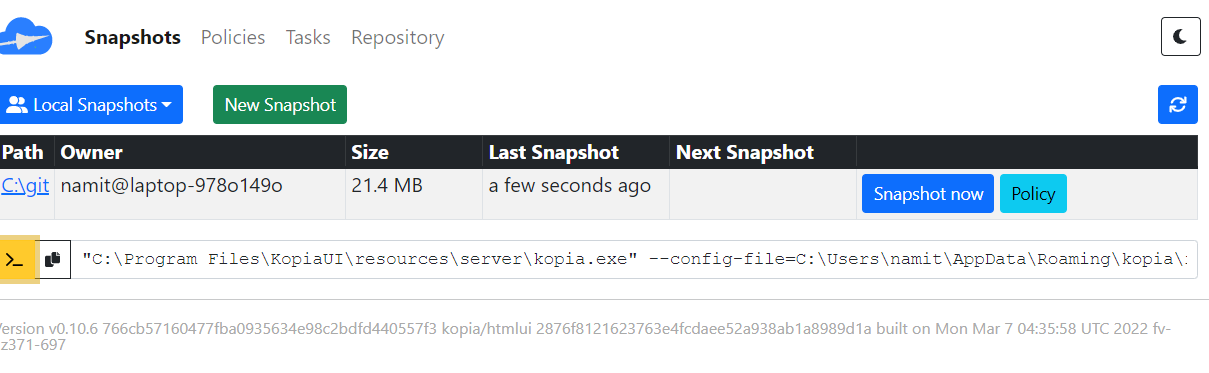 Snapshots Policies Tasks Repository
Local Snapshots New Snapshot
Path Owner Size Last Snapshot Next Snapshot
C:\git namit@laptop-978o149o 21.4 MB a few seconds ago Snapshot now Policy
"C:\Program Files\KopiaUI\resources\server\kopia.exe" --config-file=C:\Users\namit\AppData\Roaming\kopia\
Version v0.10.6 766cb57160477fba0935634e98c2bdfd440557f3 kopia/htmlui 2876f8121623763e4fcdaee52a938ab1a8989d1a built on Mon Mar 7 04:35:58 UTC 2022 fv-
z371-697